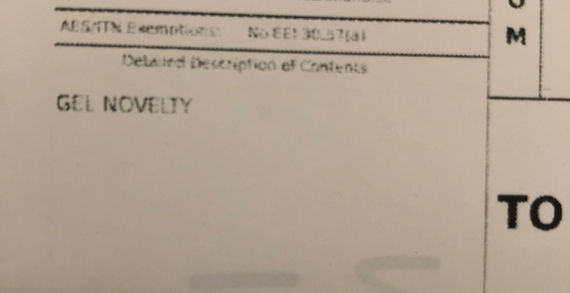 AES/ITN Exemptions: No EEI 30.37(a)
Detailed Description of Contents
GEL NOVELTY
M
TO